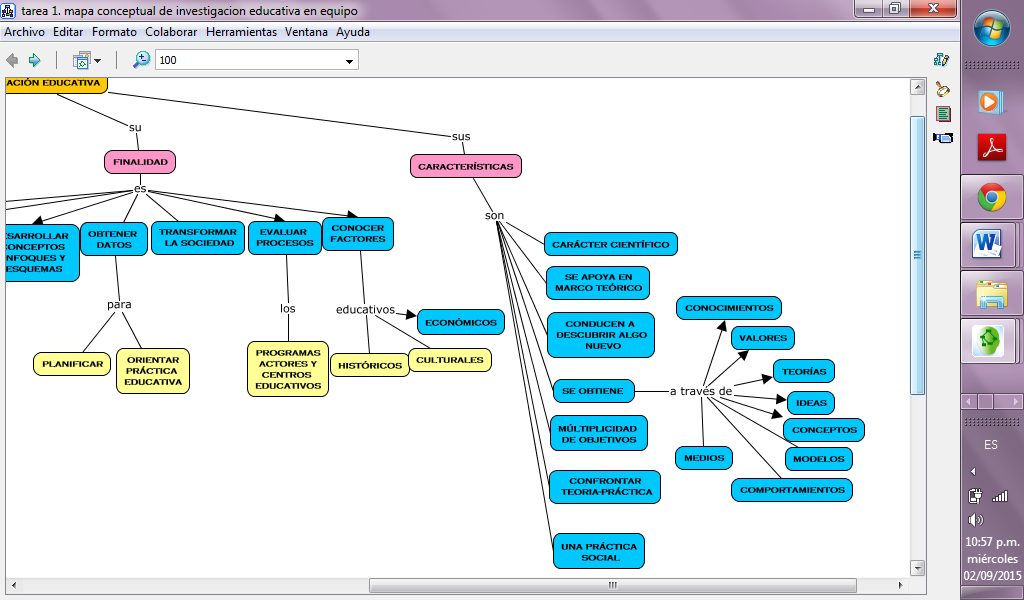 tarea 1. mapa conceptual de investigacion educativa en equipo
Archivo Editar Formato Colaborar Herramientas Ventana Ayuda
100
ACIÓN EDUCATIVA
su
sus
FINALIDAD
CARACTERÍSTICAS
es
son
ESARROLLAR
CONCEPTOS
NFOQUES Y
ESQUEMAS
OBTENER
DATOS
TRANSFORMAR
LA SOCIEDAD
EVALUAR
PROCESOS
CONOCER
FACTORES
para
los
educativos
ECONÓMICOS
PLANIFICAR
ORIENTAR
PRÁCTICA
EDUCATIVA
PROGRAMAS
ACTORES Y
CENTROS
EDUCATIVOS
HISTÓRICOS
CULTURALES
CARÁCTER CIENTÍFICO
SE APOYA EN
MARCO TEÓRICO
CONDUCEN A
DESCUBRIR ALGO
NUEVO
SE OBTIENE
a través de
CONOCIMIENTOS
VALORES
TEORÍAS
IDEAS
CONCEPTOS
MODELOS
COMPORTAMIENTOS
MEDIOS
MÚLTIPLICIDAD
DE OBJETIVOS
CONFRONTAR
TEORIA-PRÁCTICA
UNA PRÁCTICA
SOCIAL
ES
10:57 p.m.
miércoles
02/09/2015